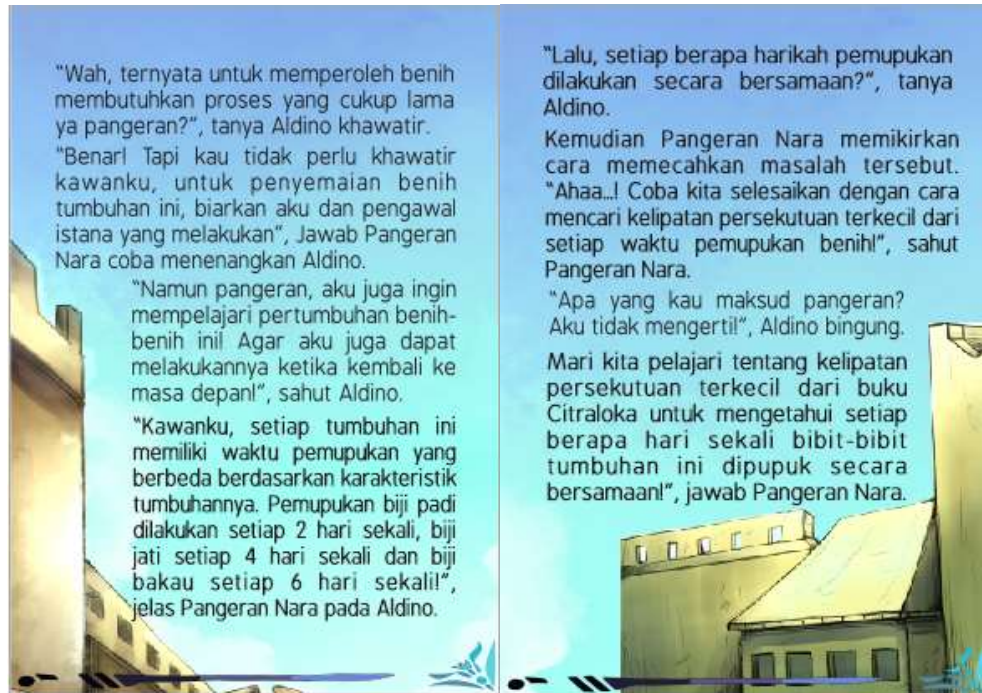 "Wah, ternyata untuk memperoleh benih
membutuhkan proses yang cukup lama
ya pangeran?", tanya Aldino khawatir.
"Benar! Tapi kau tidak perlu khawatir
kawanku, untuk penyemaian benih
tumbuhan ini, biarkan aku dan pengawal
istana yang melakukan", Jawab Pangeran
Nara coba menenangkan Aldino.
"Namun pangeran, aku juga ingin
mempelajari pertumbuhan benih-
benih ini! Agar aku juga dapat
melakukannya ketika kembali ke
masa depan!", sahut Aldino.
"Kawanku, setiap tumbuhan ini
memiliki waktu pemupukan yang
berbeda berdasarkan karakteristik
tumbuhannya. Pemupukan biji padi
dilakukan setiap 2 hari sekali, biji
jati setiap 4 hari sekali dan biji
bakau setiap 6 hari sekali!",
jelas Pangeran Nara pada Aldino.
"Lalu, setiap berapa harikah pemupukan
dilakukan secara bersamaan?", tanya
Aldino.
Kemudian Pangeran Nara memikirkan
cara memecahkan masalah tersebut.
"Ahaa...! Coba kita selesaikan dengan cara
mencari kelipatan persekutuan terkecil dari
setiap waktu pemupukan benih!", sahut
Pangeran Nara.
"Apa yang kau maksud pangeran?
Aku tidak mengerti!", Aldino bingung.
Mari kita pelajari tentang kelipatan
persekutuan terkecil dari buku
Citraloka untuk mengetahui setiap
berapa hari sekali bibit-bibit
tumbuhan ini dipupuk secara
bersamaan!", jawab Pangeran Nara.